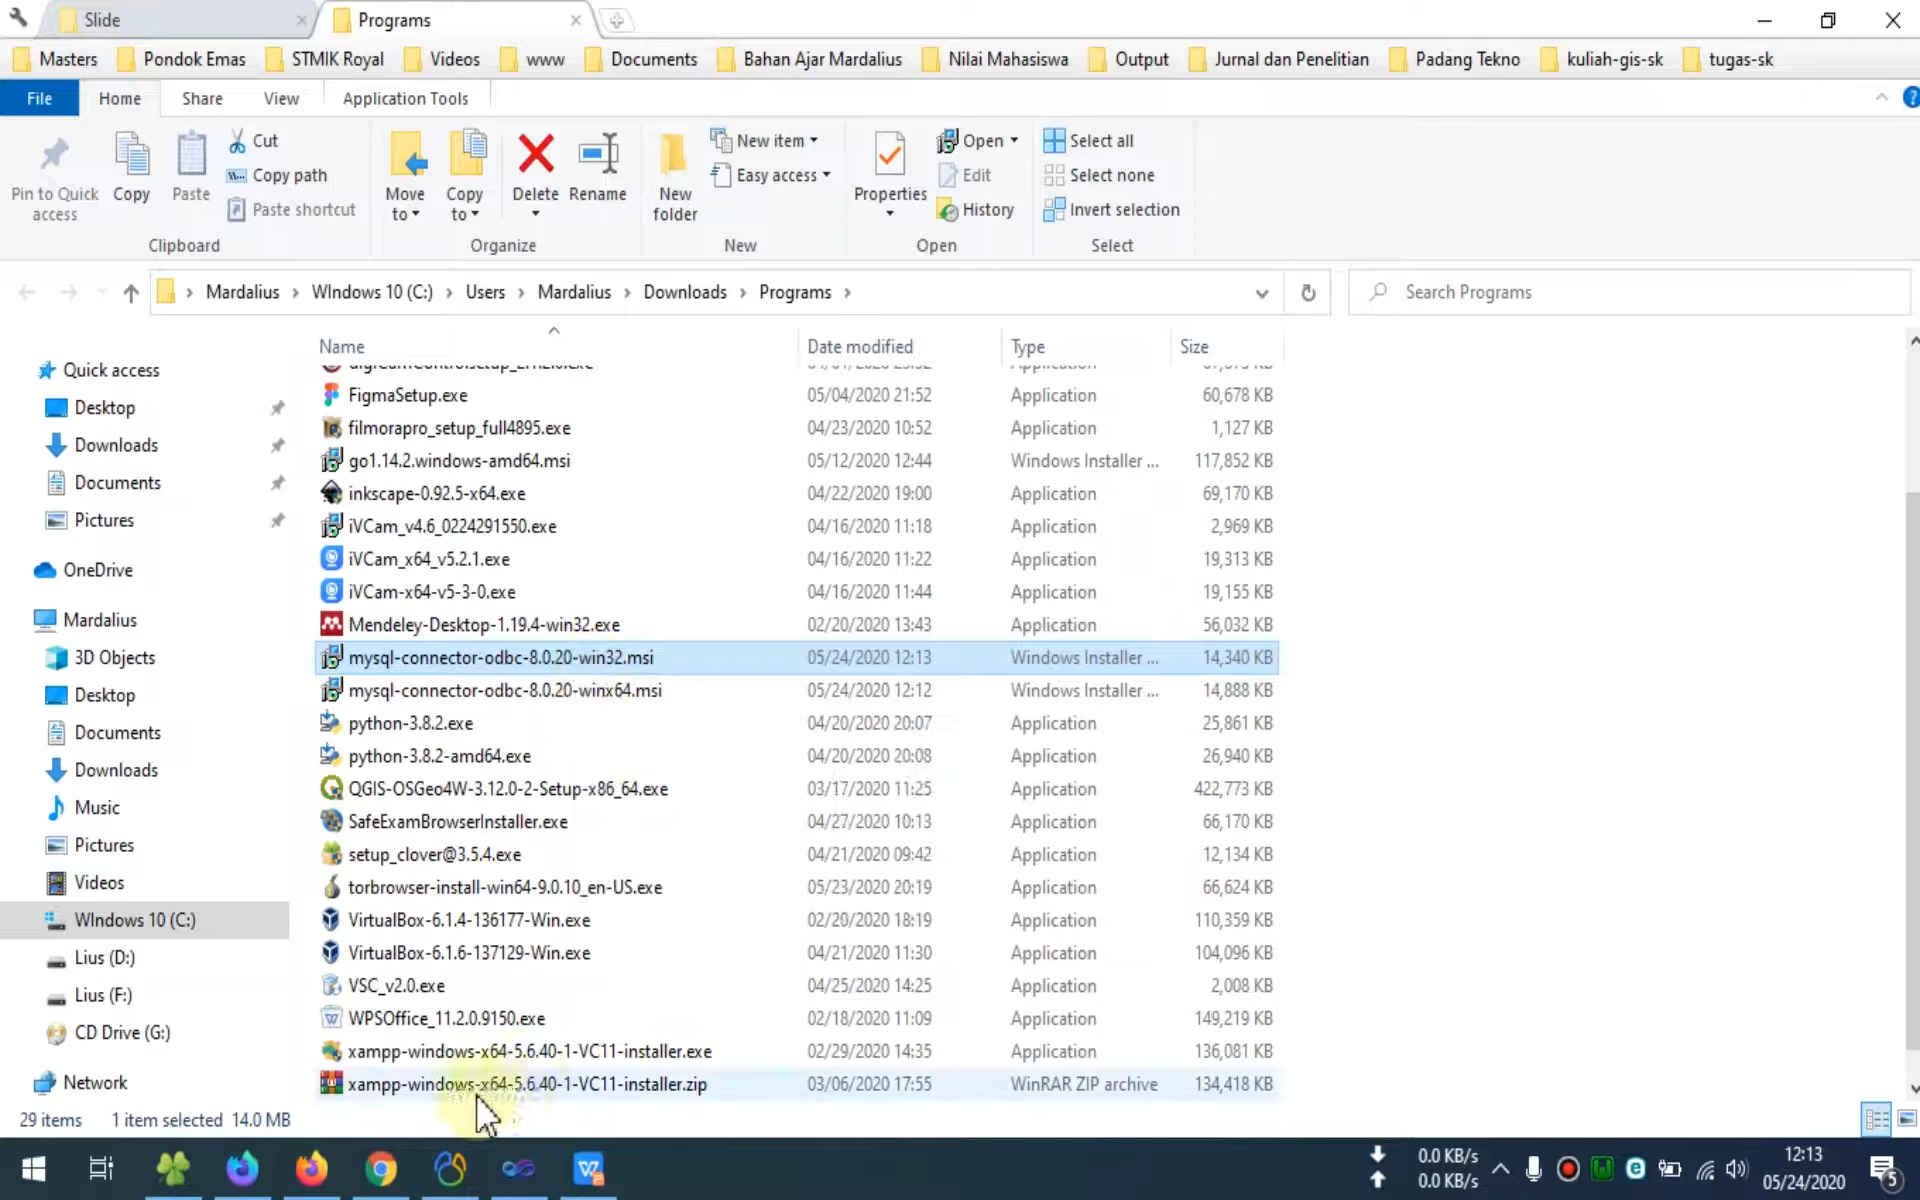 Slide
Programs
Masters Pondok Emas STMIK Royal Videos www Documents Bahan Ajar Mardalius Nilai Mahasiswa Output Jurnal dan Penelitian Padang Tekno kuliah-gis-sk tugas-sk
File Home Share View Application Tools
Pin to Quick access
Copy
Paste
Cut
Copy path
Paste shortcut
Clipboard
Move to
Copy to
Delete
Rename
Organize
New folder
New item
Easy access
New
Properties
Open
Edit
History
Open
Select all
Select none
Invert selection
Select
Mardalius › WIndows 10 (C:) › Users › Mardalius › Downloads › Programs ›
Search Programs
Quick access
Desktop
Downloads
Documents
Pictures
OneDrive
Mardalius
3D Objects
Desktop
Documents
Downloads
Music
Pictures
Videos
WIndows 10 (C:)
Lius (D:)
Lius (F:)
CD Drive (G:)
Network
Name Date modified Type Size
FigmaSetup.exe 05/04/2020 21:52 Application 60,678 KB
filmorapro_setup_full4895.exe 04/23/2020 10:52 Application 1,127 KB
go1.14.2.windows-amd64.msi 05/12/2020 12:44 Windows Installer ... 117,852 KB
inkscape-0.92.5-x64.exe 04/22/2020 19:00 Application 69,170 KB
iVCam_v4.6_0224291550.exe 04/16/2020 11:18 Application 2,969 KB
iVCam_x64_v5.2.1.exe 04/16/2020 11:22 Application 19,313 KB
iVCam-x64-v5-3-0.exe 04/16/2020 11:44 Application 19,155 KB
Mendeley-Desktop-1.19.4-win32.exe 02/20/2020 13:43 Application 56,032 KB
mysql-connector-odbc-8.0.20-win32.msi 05/24/2020 12:13 Windows Installer ... 14,340 KB
mysql-connector-odbc-8.0.20-winx64.msi 05/24/2020 12:12 Windows Installer ... 14,888 KB
python-3.8.2.exe 04/20/2020 20:07 Application 25,861 KB
python-3.8.2-amd64.exe 04/20/2020 20:08 Application 26,940 KB
QGIS-OSGeo4W-3.12.0-2-Setup-x86_64.exe 03/17/2020 11:25 Application 422,773 KB
SafeExamBrowserInstaller.exe 04/27/2020 10:13 Application 66,170 KB
setup_clover@3.5.4.exe 04/21/2020 09:42 Application 12,134 KB
torbrowser-install-win64-9.0.10_en-US.exe 05/23/2020 20:19 Application 66,624 KB
VirtualBox-6.1.4-136177-Win.exe 02/20/2020 18:19 Application 110,359 KB
VirtualBox-6.1.6-137129-Win.exe 04/21/2020 11:30 Application 104,096 KB
VSC_v2.0.exe 04/25/2020 14:25 Application 2,008 KB
WPSOffice_11.2.0.9150.exe 02/18/2020 11:09 Application 149,219 KB
xampp-windows-x64-5.6.40-1-VC11-installer.exe 02/29/2020 14:35 Application 136,081 KB
xampp-windows-x64-5.6.40-1-VC11-installer.zip 03/06/2020 17:55 WinRAR ZIP archive 134,418 KB
29 items 1 item selected 14.0 MB
0.0 KB/s
0.0 KB/s
12:13
05/24/2020
5